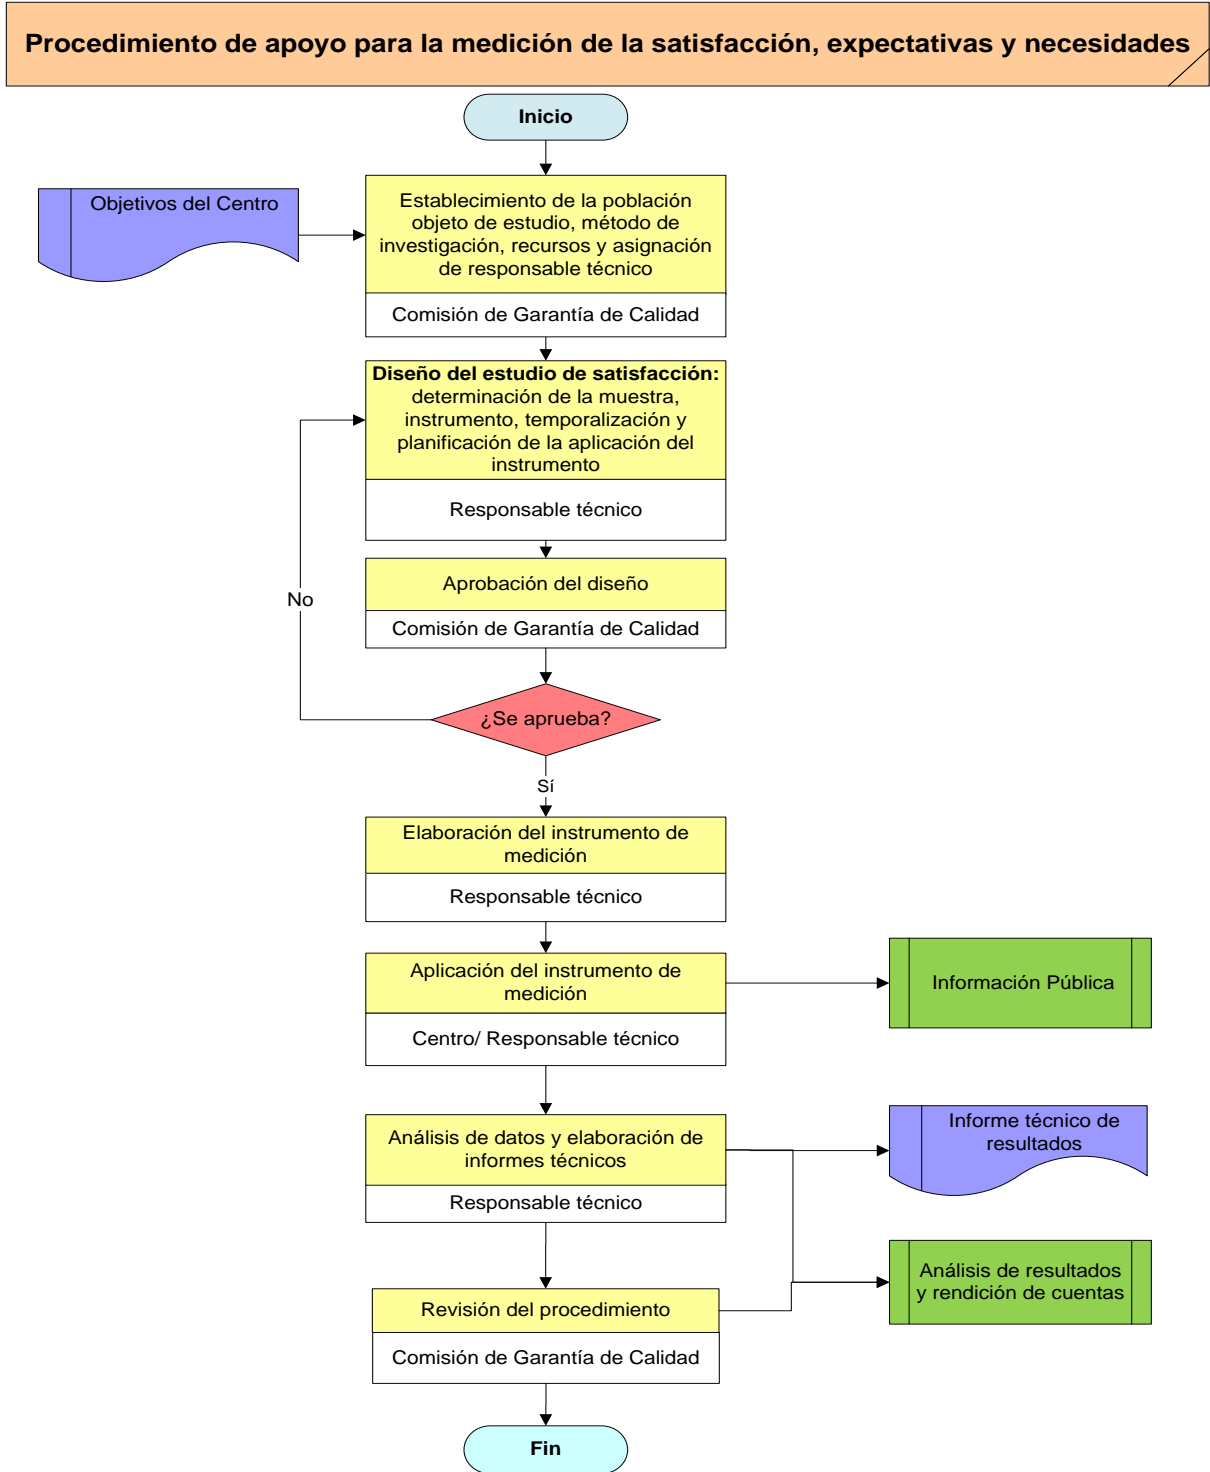 Procedimiento de apoyo para la medición de la satisfacción, expectativas y necesidades
Inicio
Objetivos del Centro
Establecimiento de la población
objeto de estudio, método de
investigación, recursos y asignación
de responsable técnico
Comisión de Garantía de Calidad
Diseño del estudio de satisfacción:
determinación de la muestra,
instrumento, temporalización y
planificación de la aplicación del
instrumento
Responsable técnico
Aprobación del diseño
Comisión de Garantía de Calidad
No
¿Se aprueba?
Sí
Elaboración del instrumento de
medición
Responsable técnico
Aplicación del instrumento de
medición
Centro/ Responsable técnico
Información Pública
Análisis de datos y elaboración de
informes técnicos
Responsable técnico
Informe técnico de
resultados
Análisis de resultados
y rendición de cuentas
Revisión del procedimiento
Comisión de Garantía de Calidad
Fin